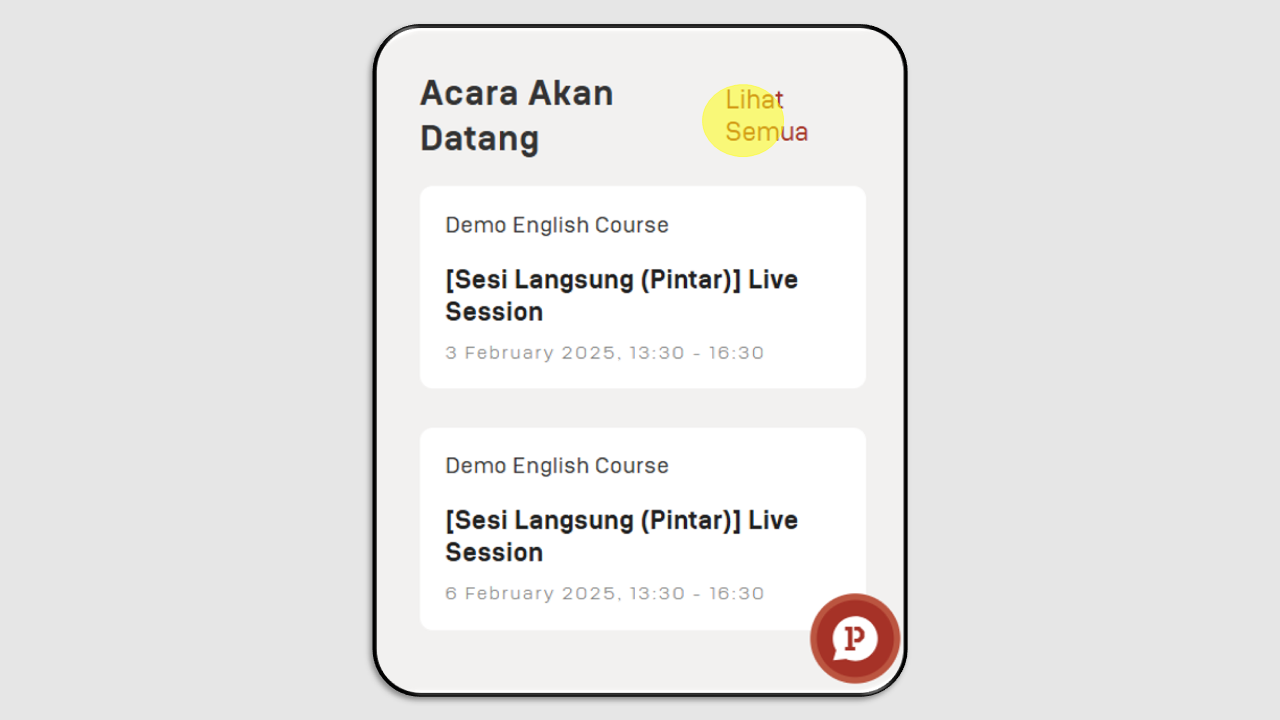 Acara Akan
Datang
Lihat
Semua
Demo English Course
[Sesi Langsung (Pintar)] Live
Session
3 February 2025, 13:30 - 16:30
Demo English Course
[Sesi Langsung (Pintar)] Live
Session
6 February 2025, 13:30 - 16:30
P